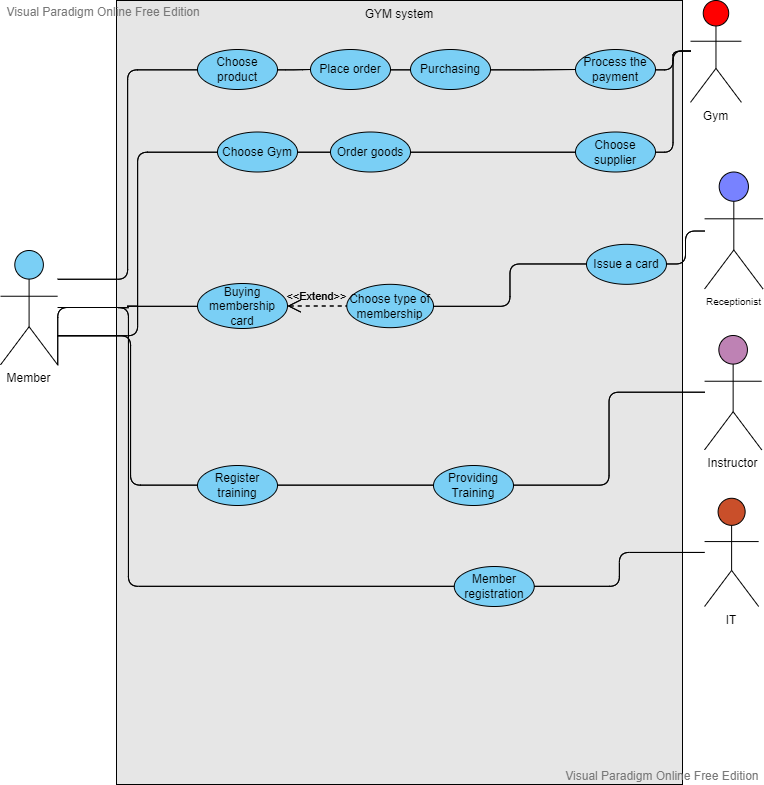 Visual Paradigm Online Free Edition
GYM system
Choose
product
Place order
Purchasing
Process the
payment
Gym
Choose Gym
Order goods
Choose
supplier
Issue a card
Receptionist
Buying
membership
card
<<Extend>>
Choose type of
membership
Member
Instructor
Register
training
Providing
Training
Member
registration
IT
Visual Paradigm Online Free Edition